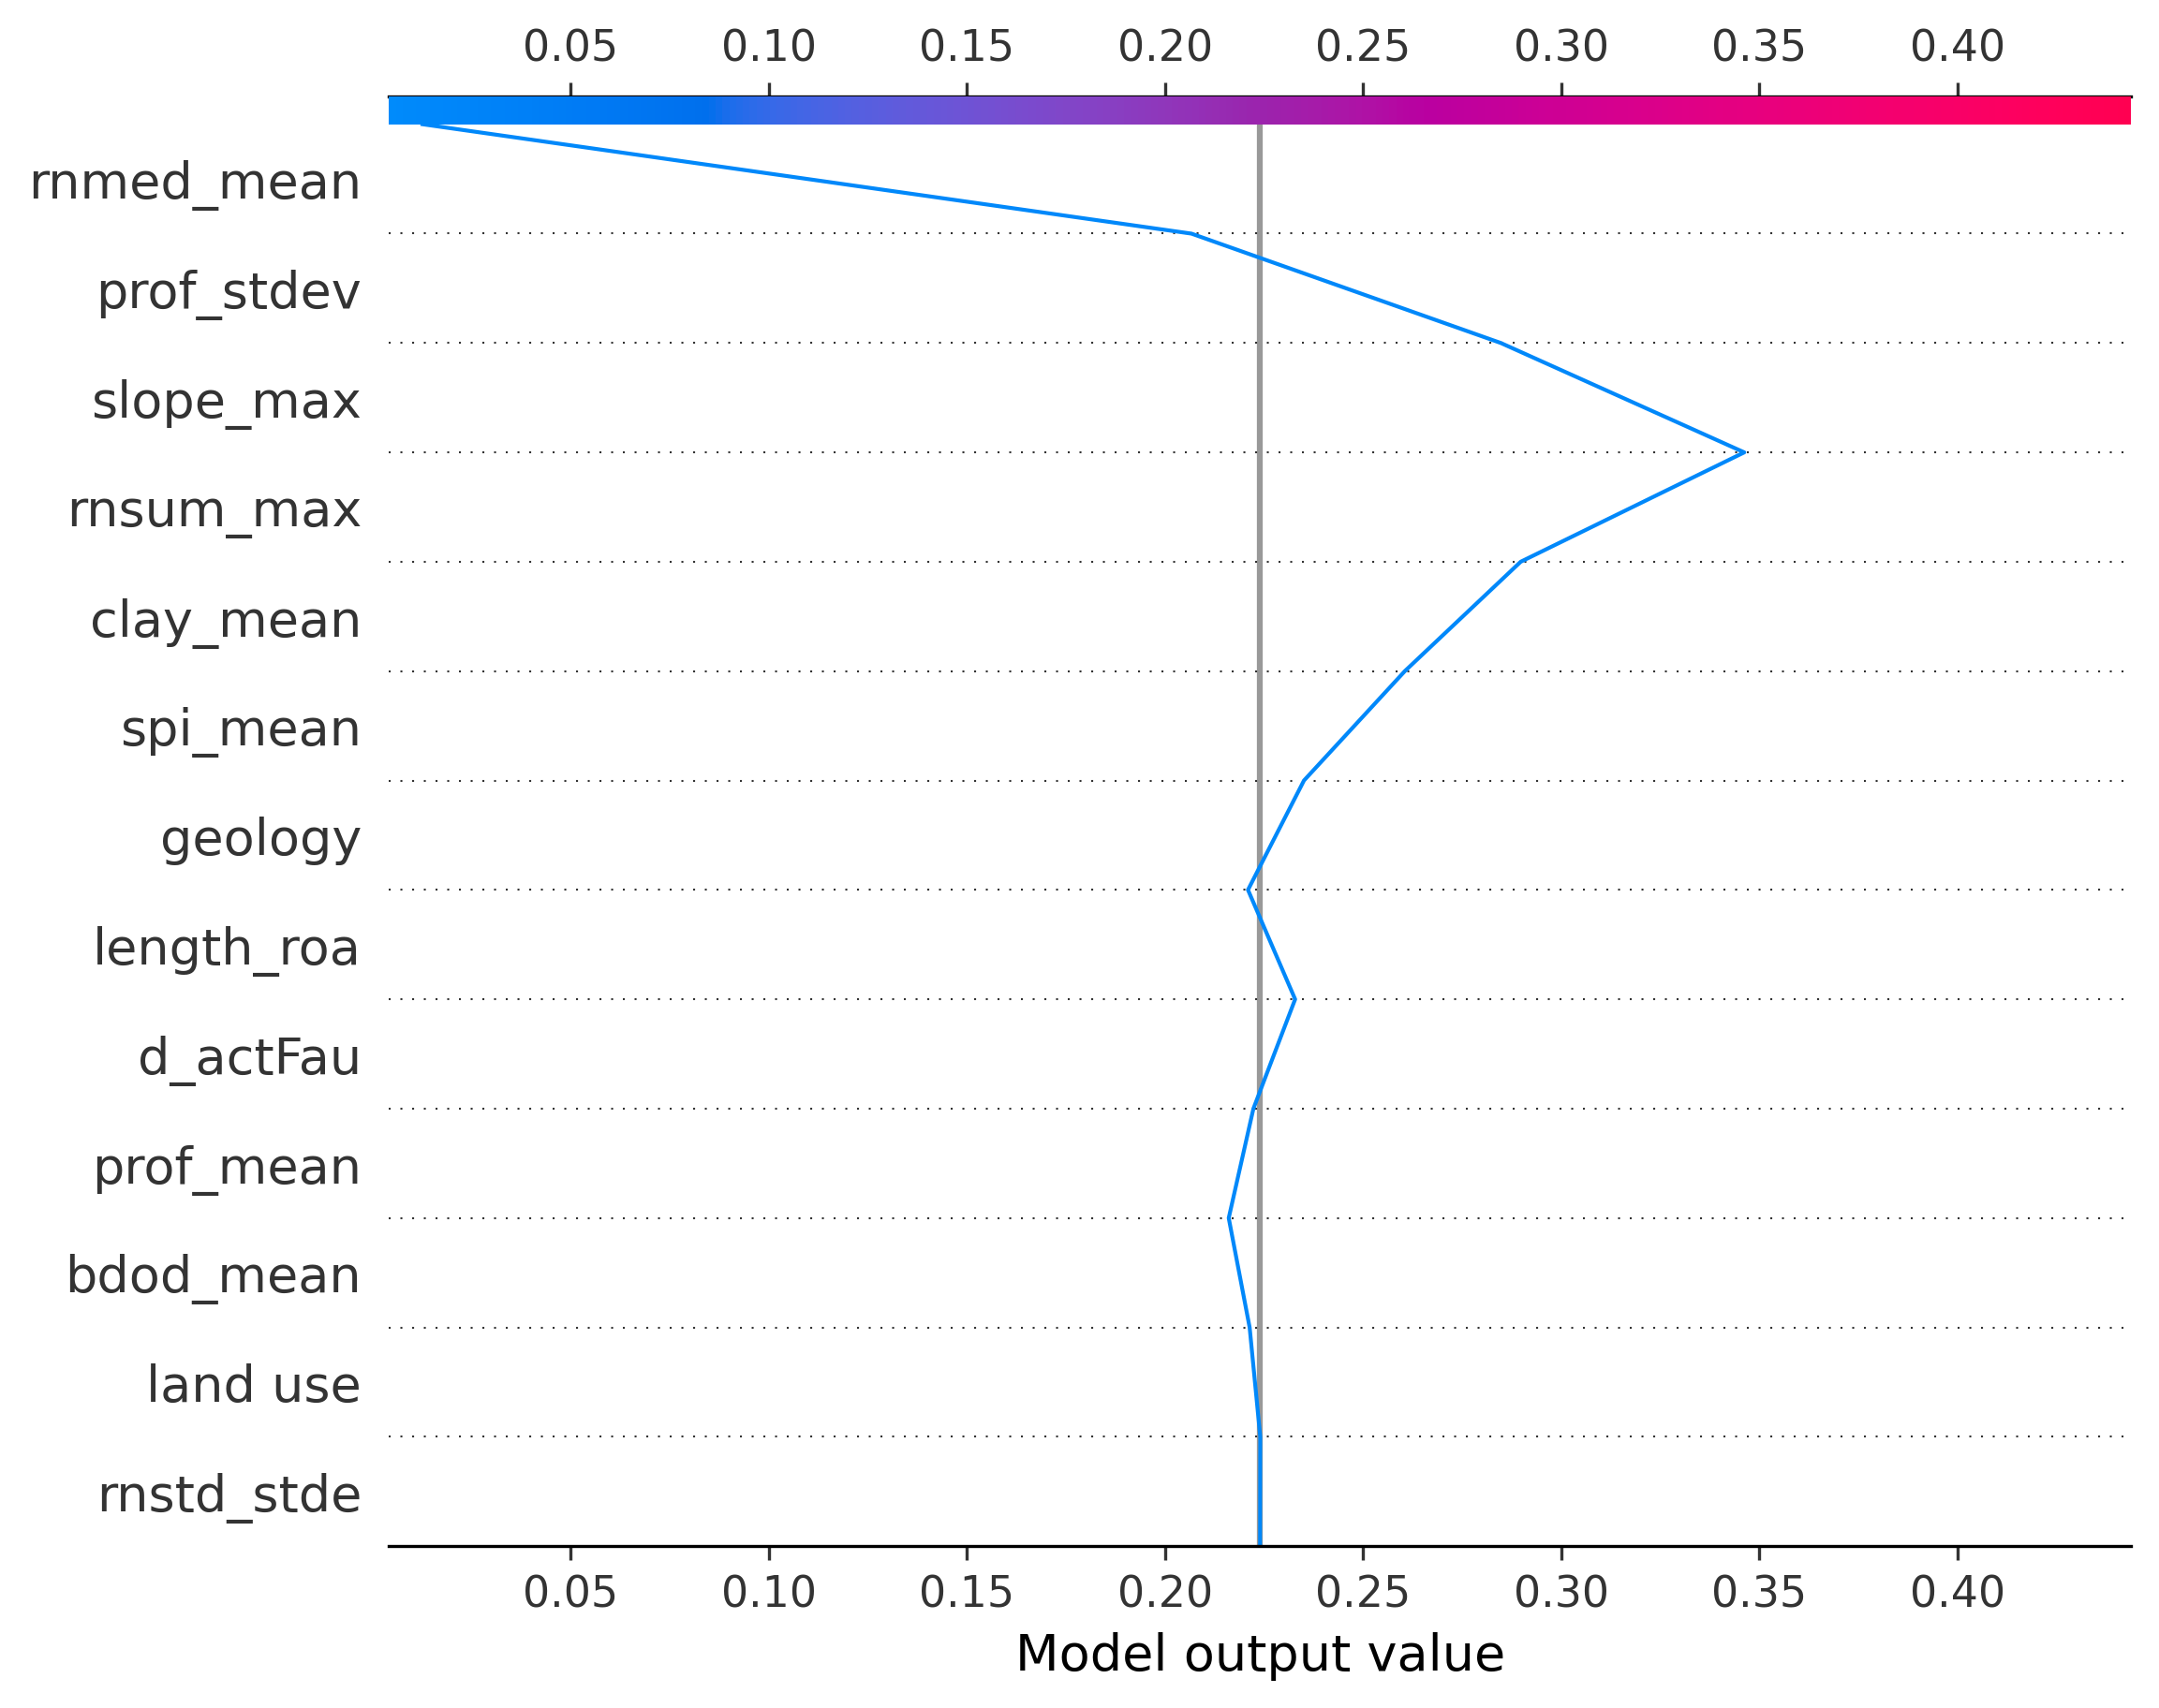 0.05 0.10 0.15 0.20 0.25 0.30 0.35 0.40
rnmed_mean
prof_stdev
slope_max
rnsum_max
clay_mean
spi_mean
geology
length_roa
d_actFau
prof_mean
bdod_mean
land use
rnstd_stde
0.05 0.10 0.15 0.20 0.25 0.30 0.35 0.40
Model output value